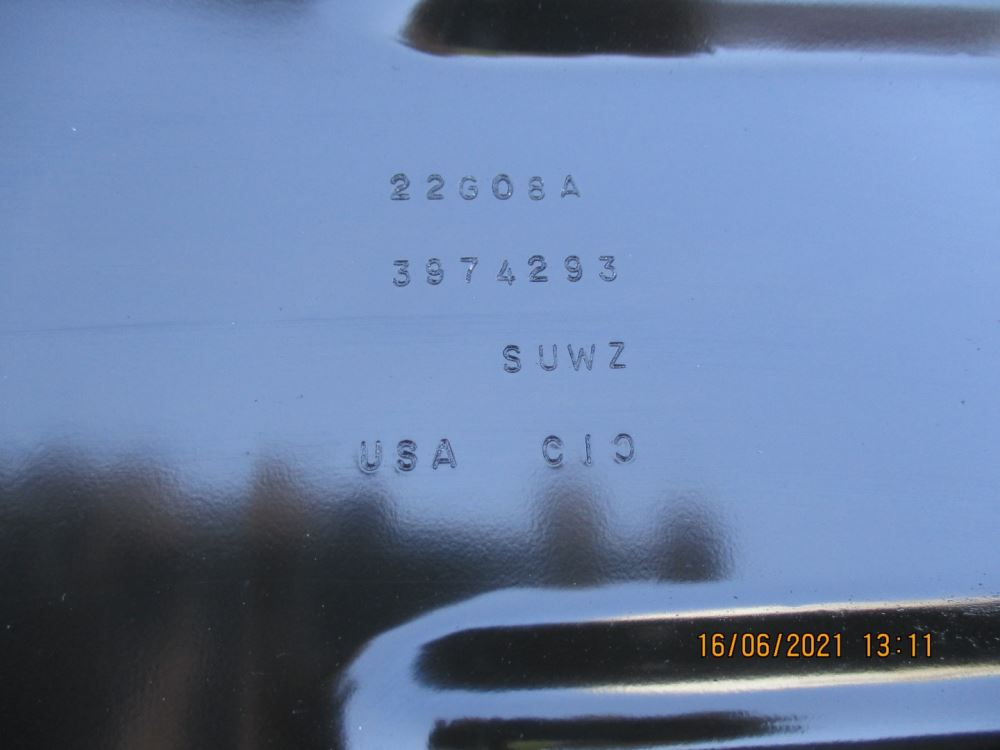 22G08A
3974293
SUWZ
USA CIC
16/06/2021 13:11